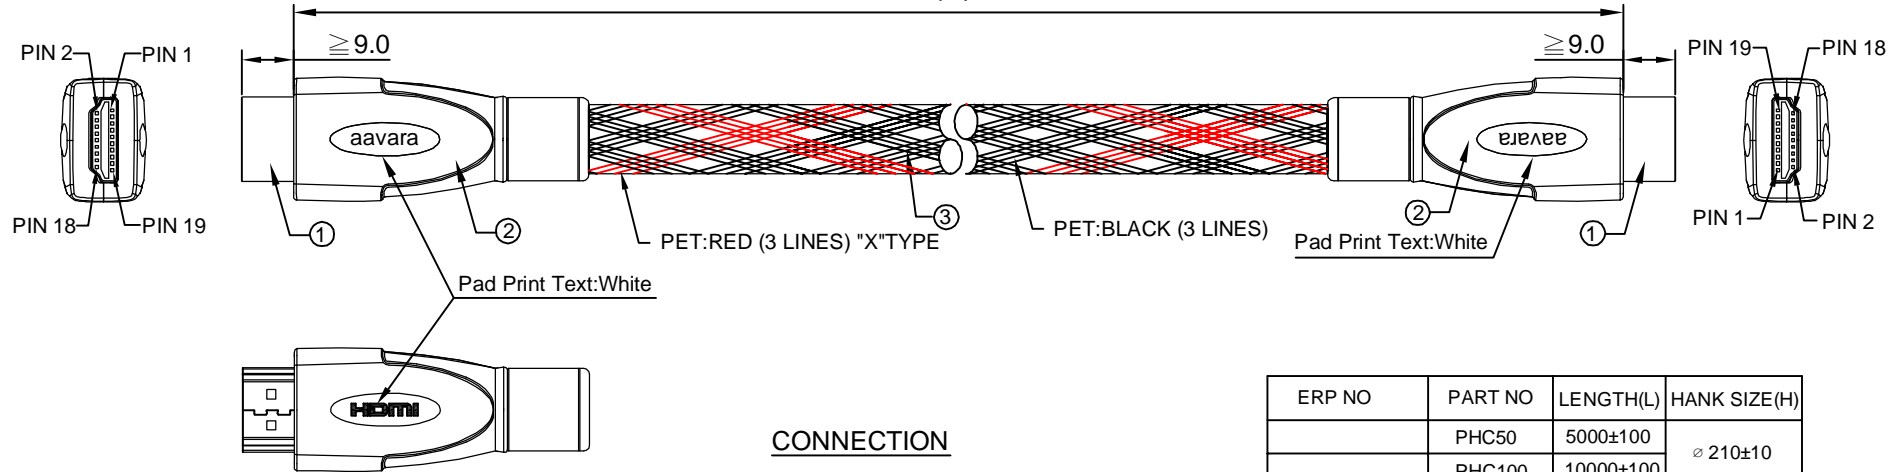 ≧9.0
≧9.0
PIN 2
PIN 1
PIN 19
PIN 18
aavara
aavara
PIN 18
PIN 19
①
②
③
PET:RED (3 LINES) "X"TYPE
PET:BLACK (3 LINES)
②
Pad Print Text:White
①
PIN 1
PIN 2
Pad Print Text:White
HDMI
CONNECTION
ERP NO PART NO LENGTH(L) HANK SIZE(H)
PHC50 5000±100
⌀ 210±10
PHC100 10000±100